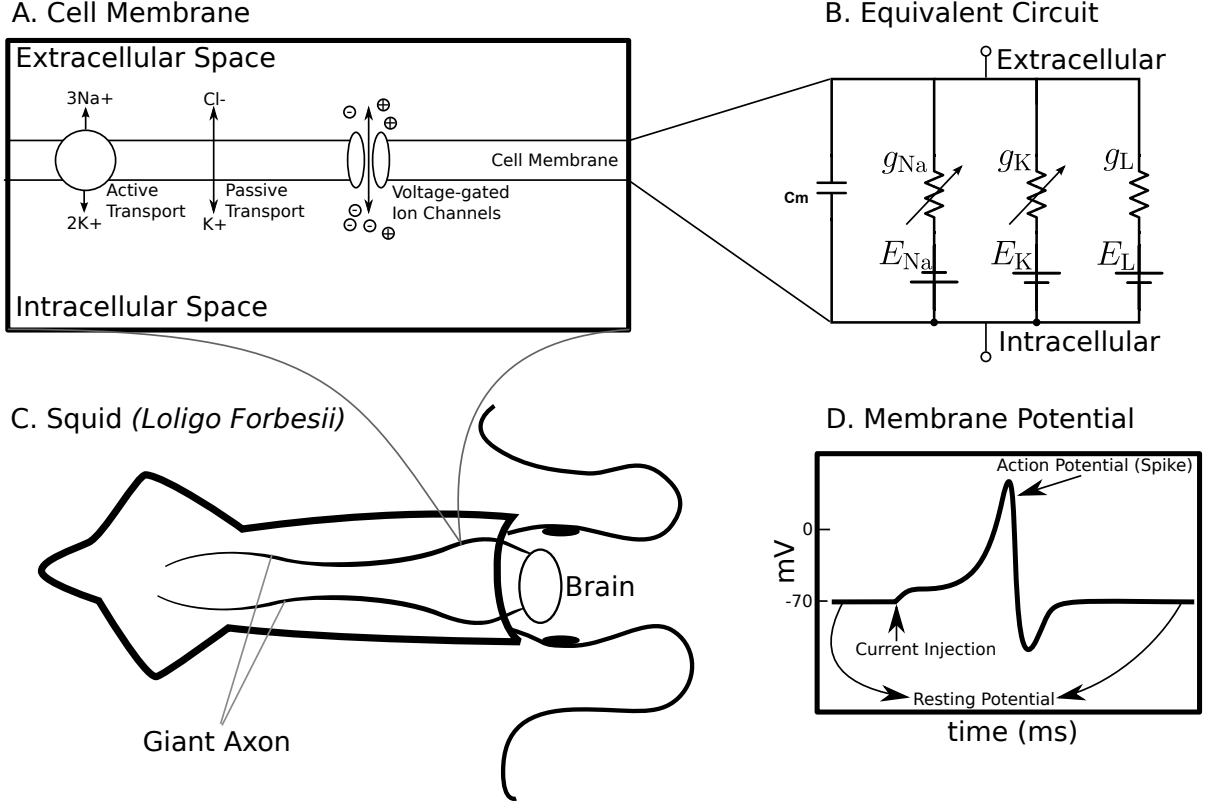 A. Cell Membrane
Extracellular Space
3Na+
Cl-
Cell Membrane
Active
Transport
Passive
Transport
Voltage-gated
Ion Channels
2K+
K+
Intracellular Space
B. Equivalent Circuit
Extracellular
gNa
gK
gL
Cm
ENa
EK
EL
Intracellular
C. Squid (Loligo Forbesii)
Brain
Giant Axon
D. Membrane Potential
Action Potential (Spike)
0
mV
-70
Current Injection
Resting Potential
time (ms)